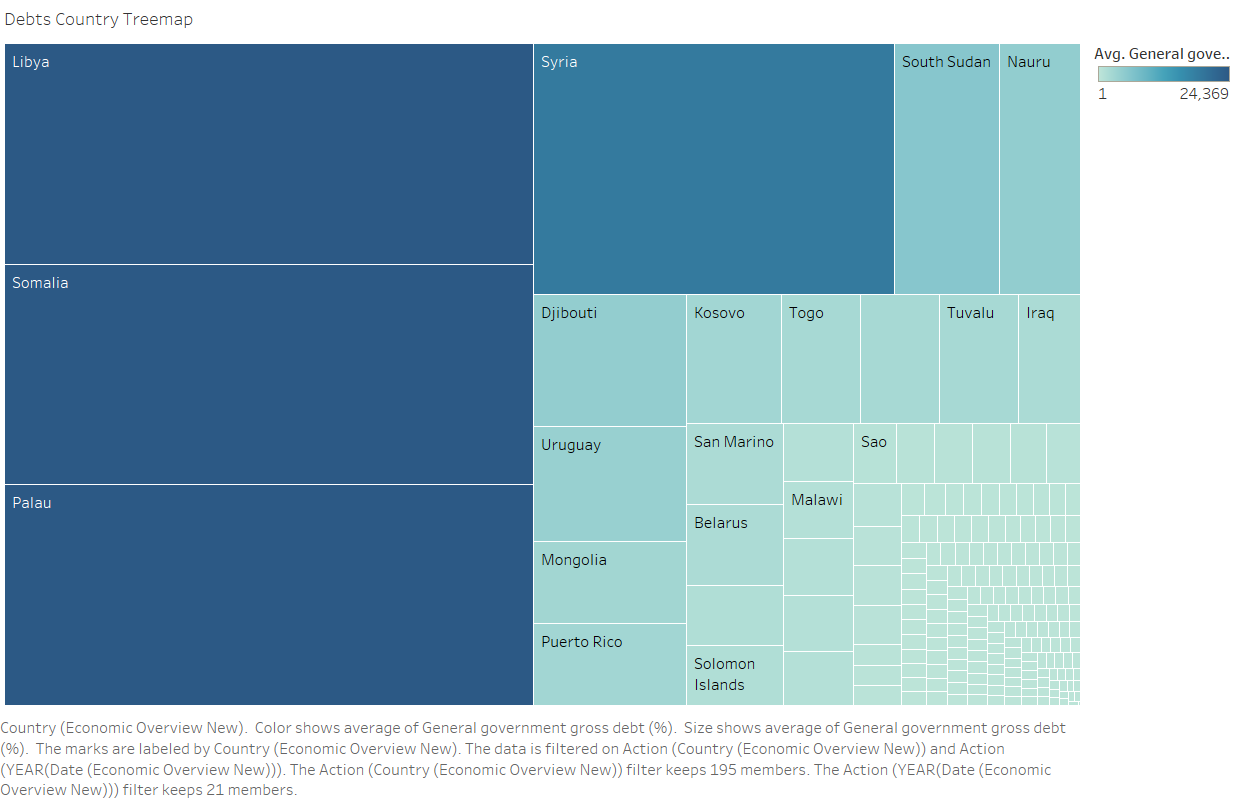 Debts Country Treemap
Libya
Syria
South Sudan
Nauru
Avg. General gove..
1
24,369
Somalia
Djibouti
Kosovo
Togo
Tuvalu
Iraq
Uruguay
San Marino
Sao
Palau
Malawi
Belarus
Mongolia
Puerto Rico
Solomon
Islands
Country (Economic Overview New).  Color shows average of General government gross debt (%).  Size shows average of General government gross debt
(%).  The marks are labeled by Country (Economic Overview New). The data is filtered on Action (Country (Economic Overview New)) and Action
(YEAR(Date (Economic Overview New))). The Action (Country (Economic Overview New)) filter keeps 195 members. The Action (YEAR(Date (Economic
Overview New))) filter keeps 21 members.